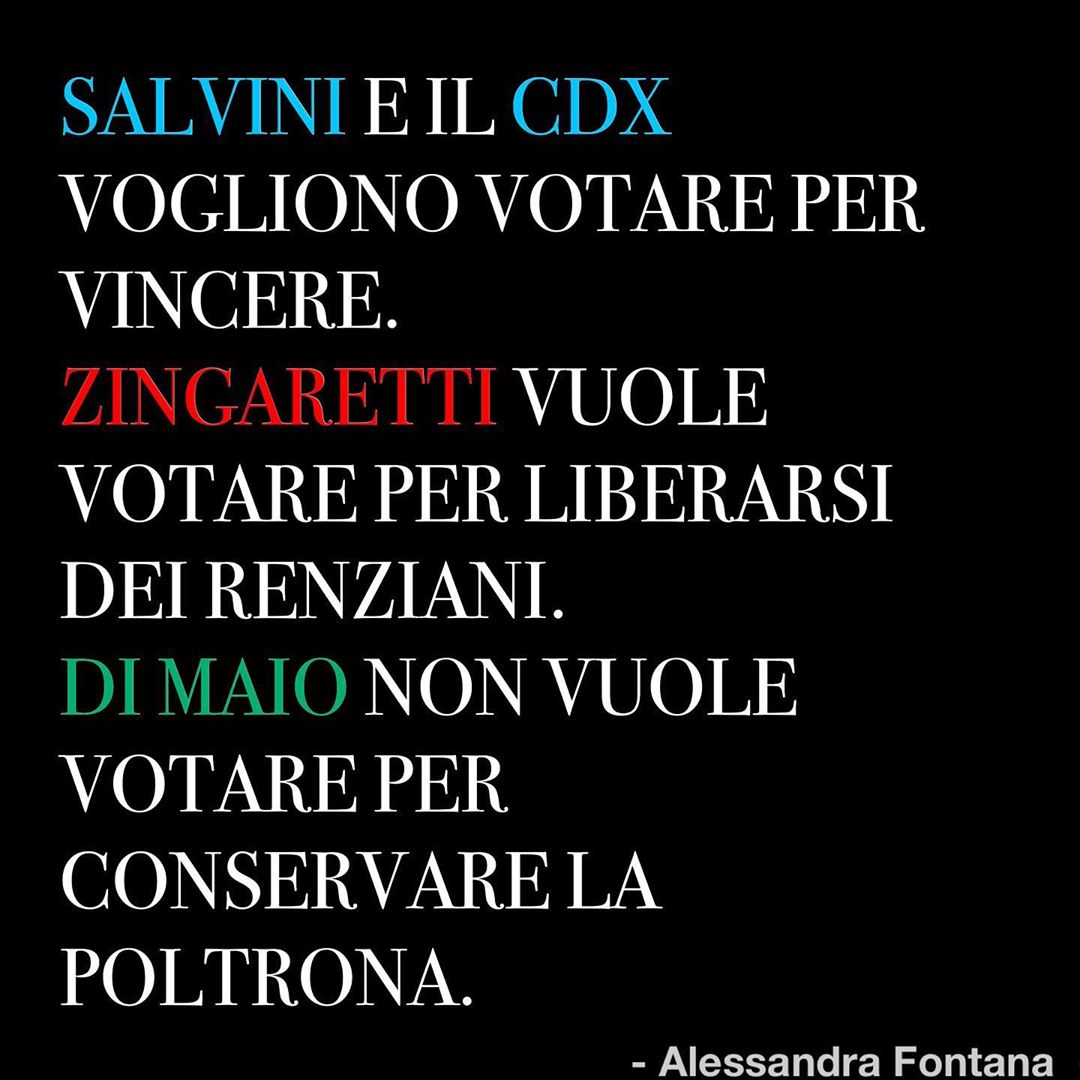 SALVINI E IL CDX
VOGLIONO VOTARE PER
VINCERE.
ZINGARETTI VUOLE
VOTARE PER LIBERARSI
DEI RENZIANI.
DI MAIO NON VUOLE
VOTARE PER
CONSERVARE LA
POLTRONA.
- Alessandra Fontana